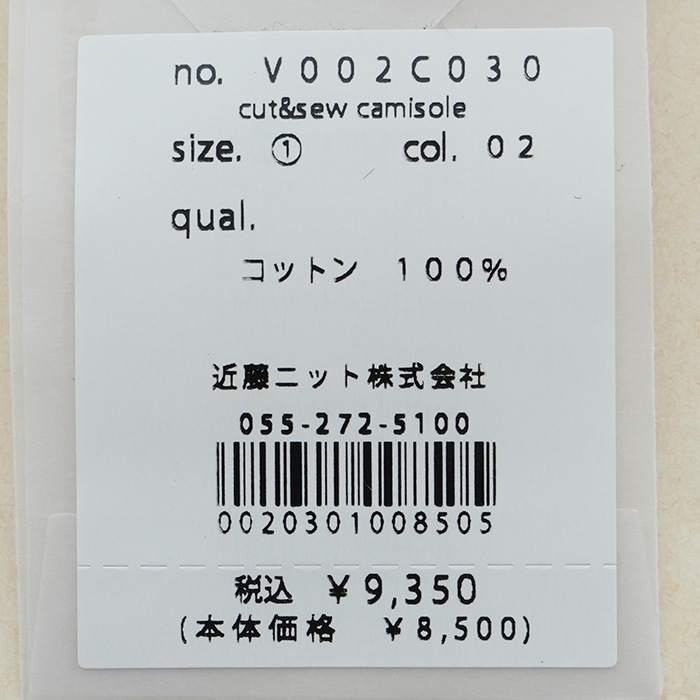 no. V002C030
cut&sew camisole
size. ① col. 02
qual.
コットン 100%
近藤ニット株式会社
055-272-5100
0020301008505
税込 ¥9,350
(本体価格 ¥8,500)